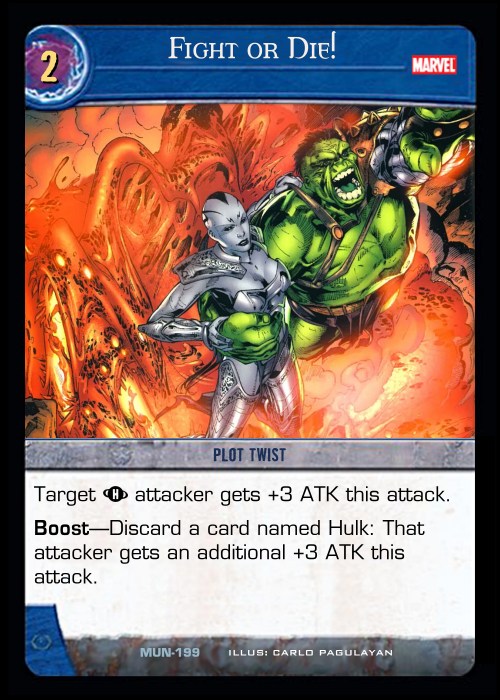 2
Fight or Die!
MARVEL
PLOT TWIST
Target H attacker gets +3 ATK this attack.
Boost—Discard a card named Hulk: That
attacker gets an additional +3 ATK this
attack.
MUN-199 ILLUS: CARLO PAGULAYAN